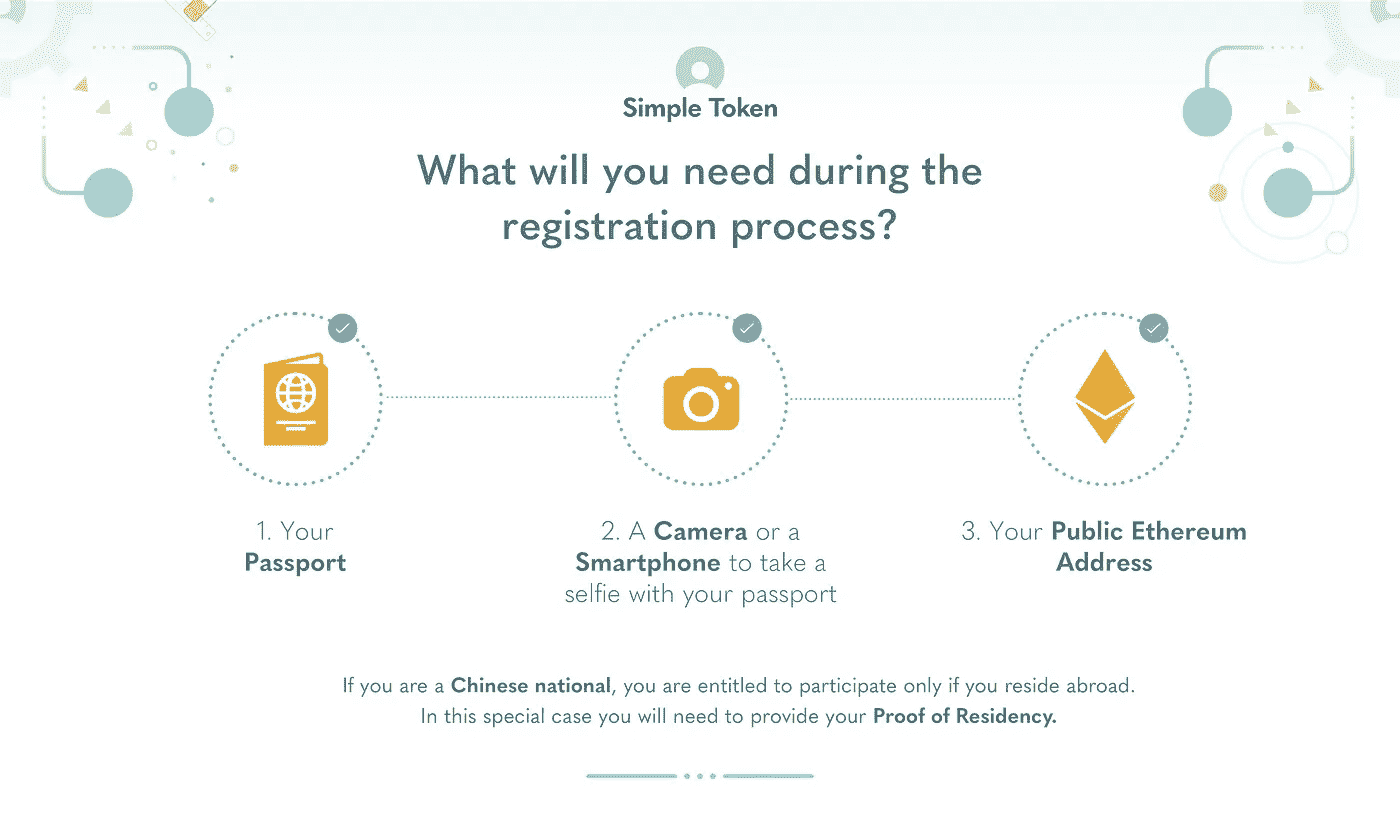 Simple Token
What will you need during the
registration process?
1. Your
Passport
2. A Camera or a
Smartphone to take a
selfie with your passport
3. Your Public Ethereum
Address
If you are a Chinese national, you are entitled to participate only if you reside abroad.
In this special case you will need to provide your Proof of Residency.